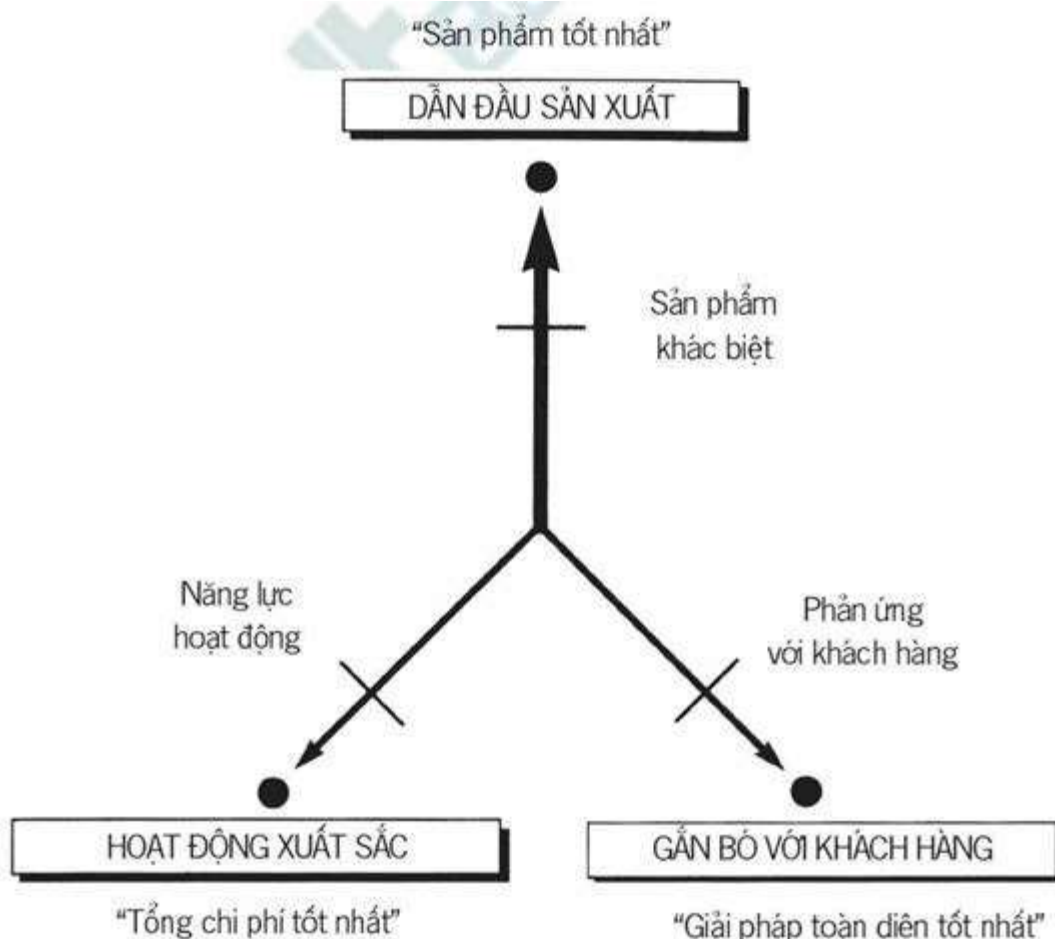 “Sản phẩm tốt nhất”
DẪN ĐẦU SẢN XUẤT
Sản phẩm
khác biệt
Năng lực
hoạt động
Phản ứng
với khách hàng
HOẠT ĐỘNG XUẤT SẮC
GẮN BÓ VỚI KHÁCH HÀNG
“Tổng chi phí tốt nhất”
“Giải pháp toàn diện tốt nhất”